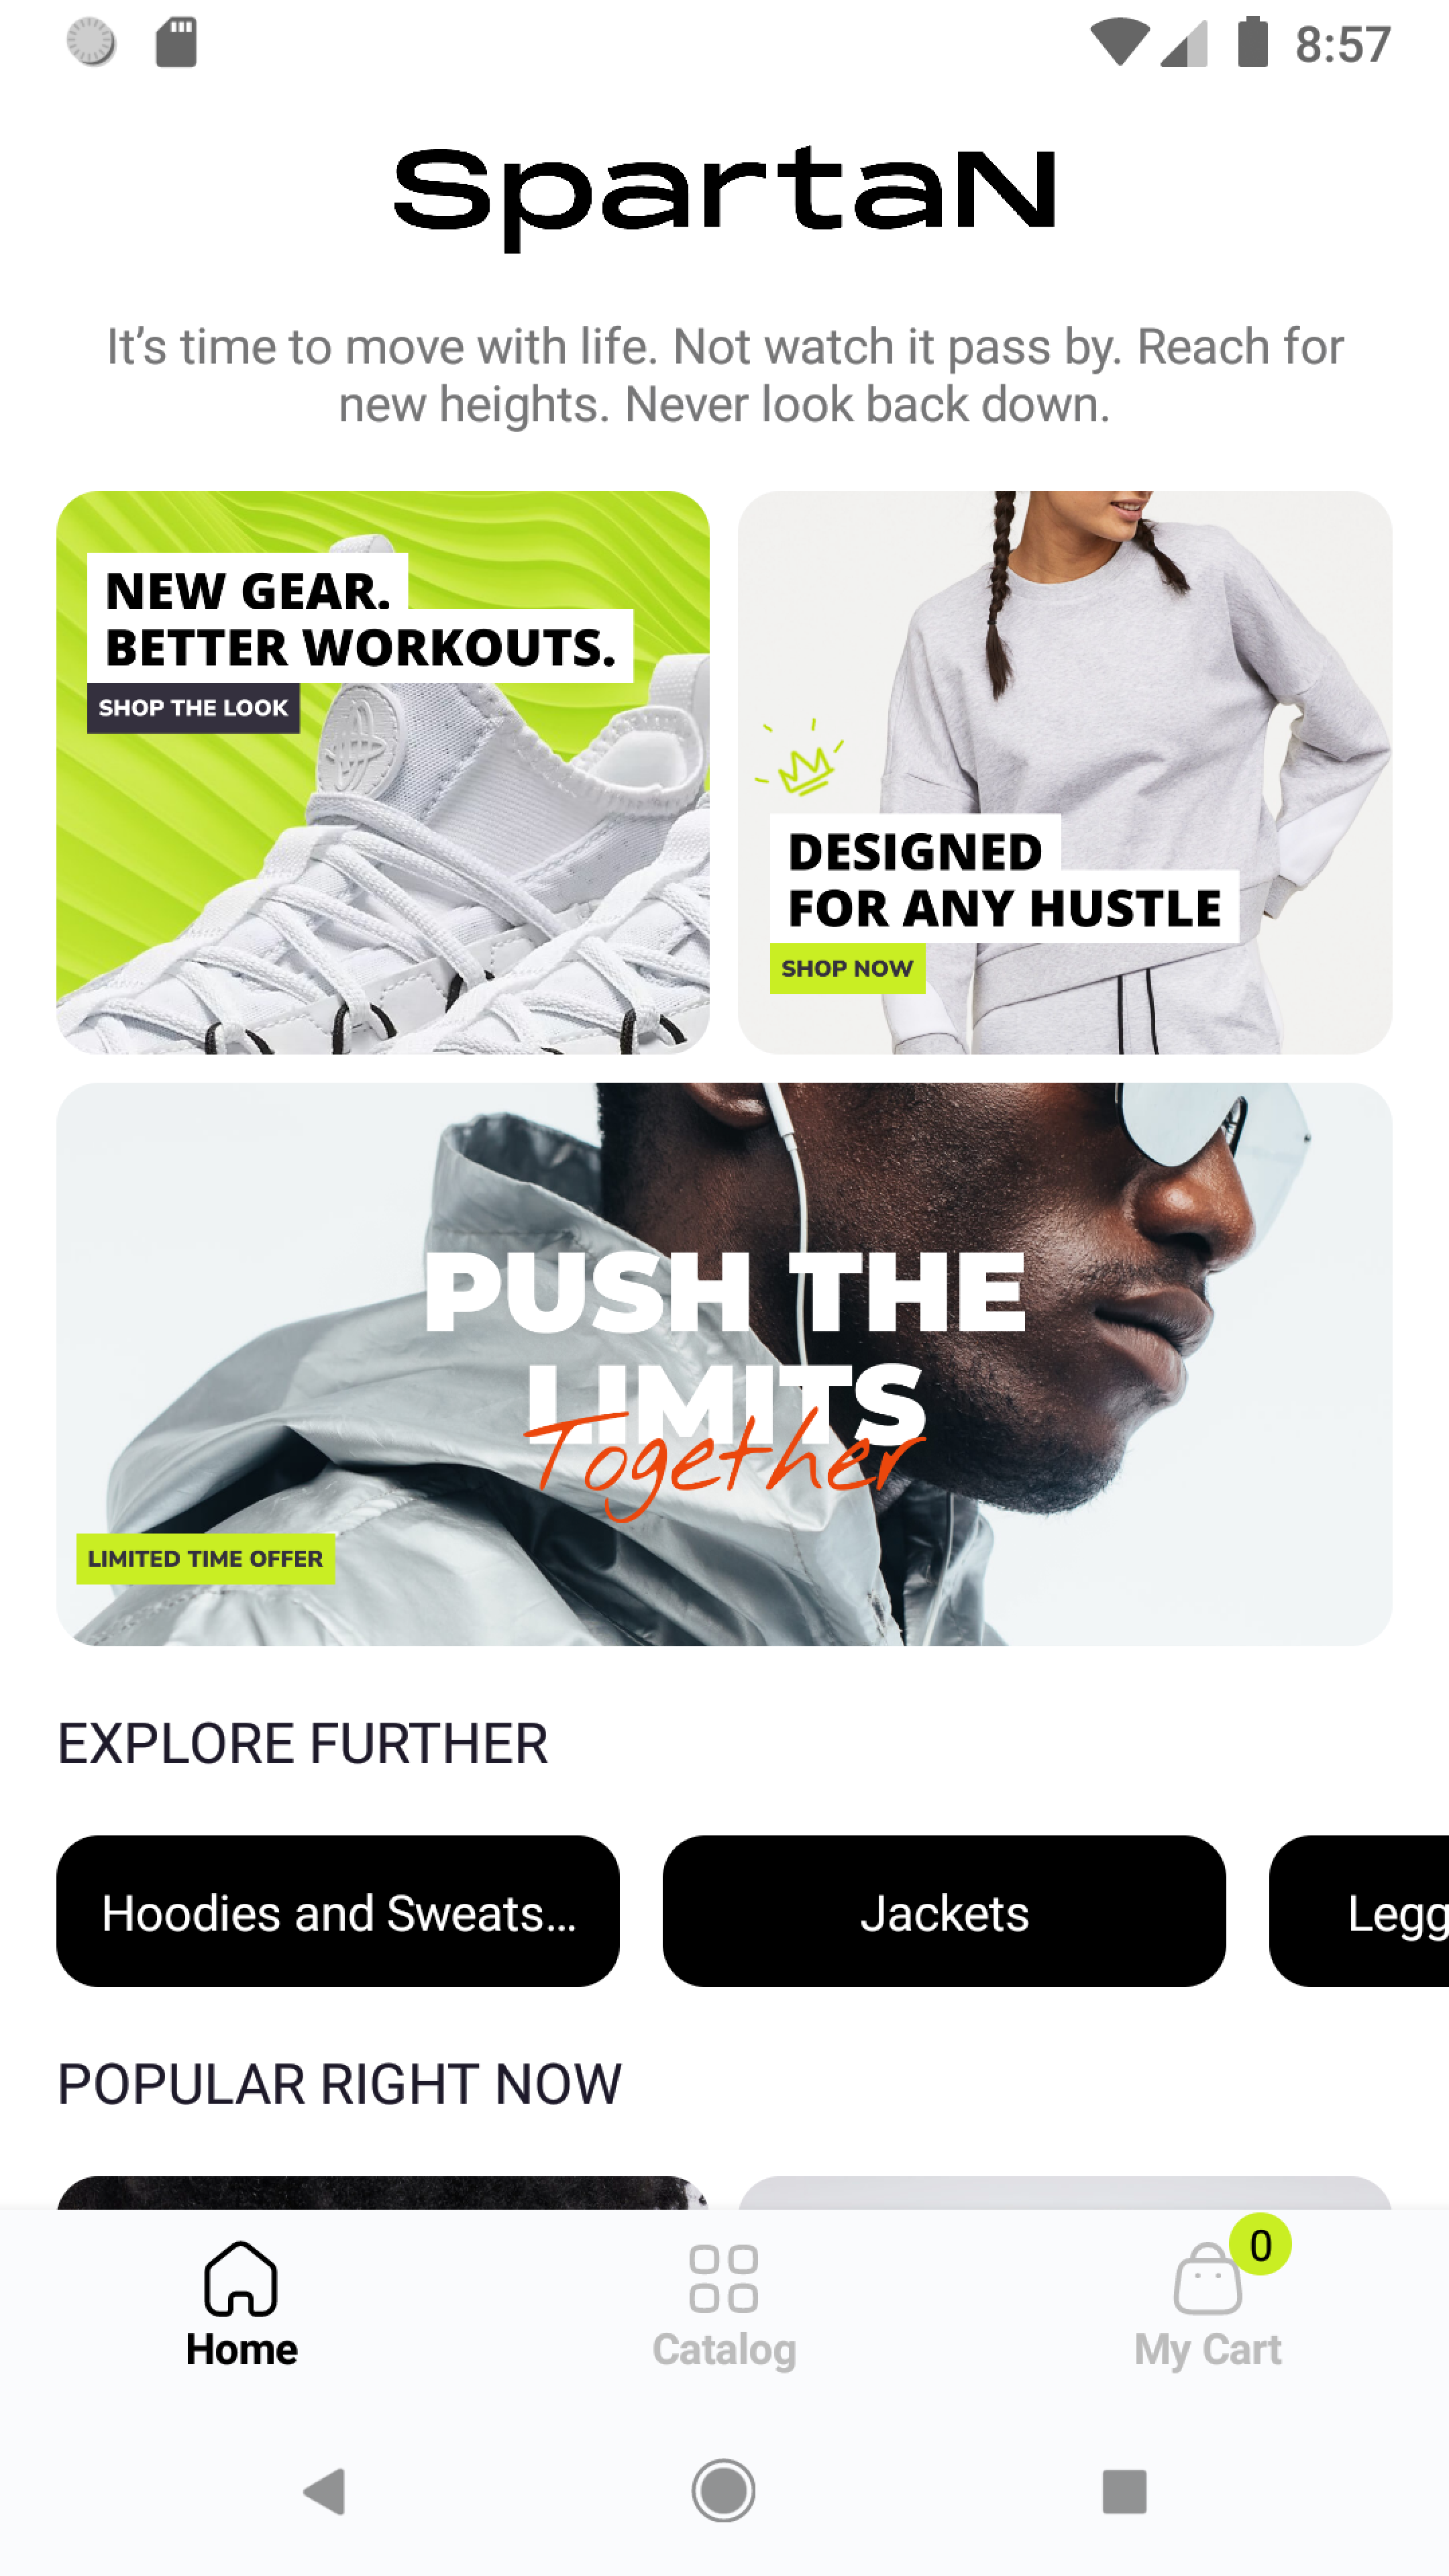 8:57
SpartaN
It’s time to move with life. Not watch it pass by. Reach for
new heights. Never look back down.
NEW GEAR.
BETTER WORKOUTS.
SHOP THE LOOK
DESIGNED
FOR ANY HUSTLE
SHOP NOW
PUSH THE
LIMITS
Together
LIMITED TIME OFFER
EXPLORE FURTHER
Hoodies and Sweats...
Jackets
Legg
POPULAR RIGHT NOW
0
Home
Catalog
My Cart